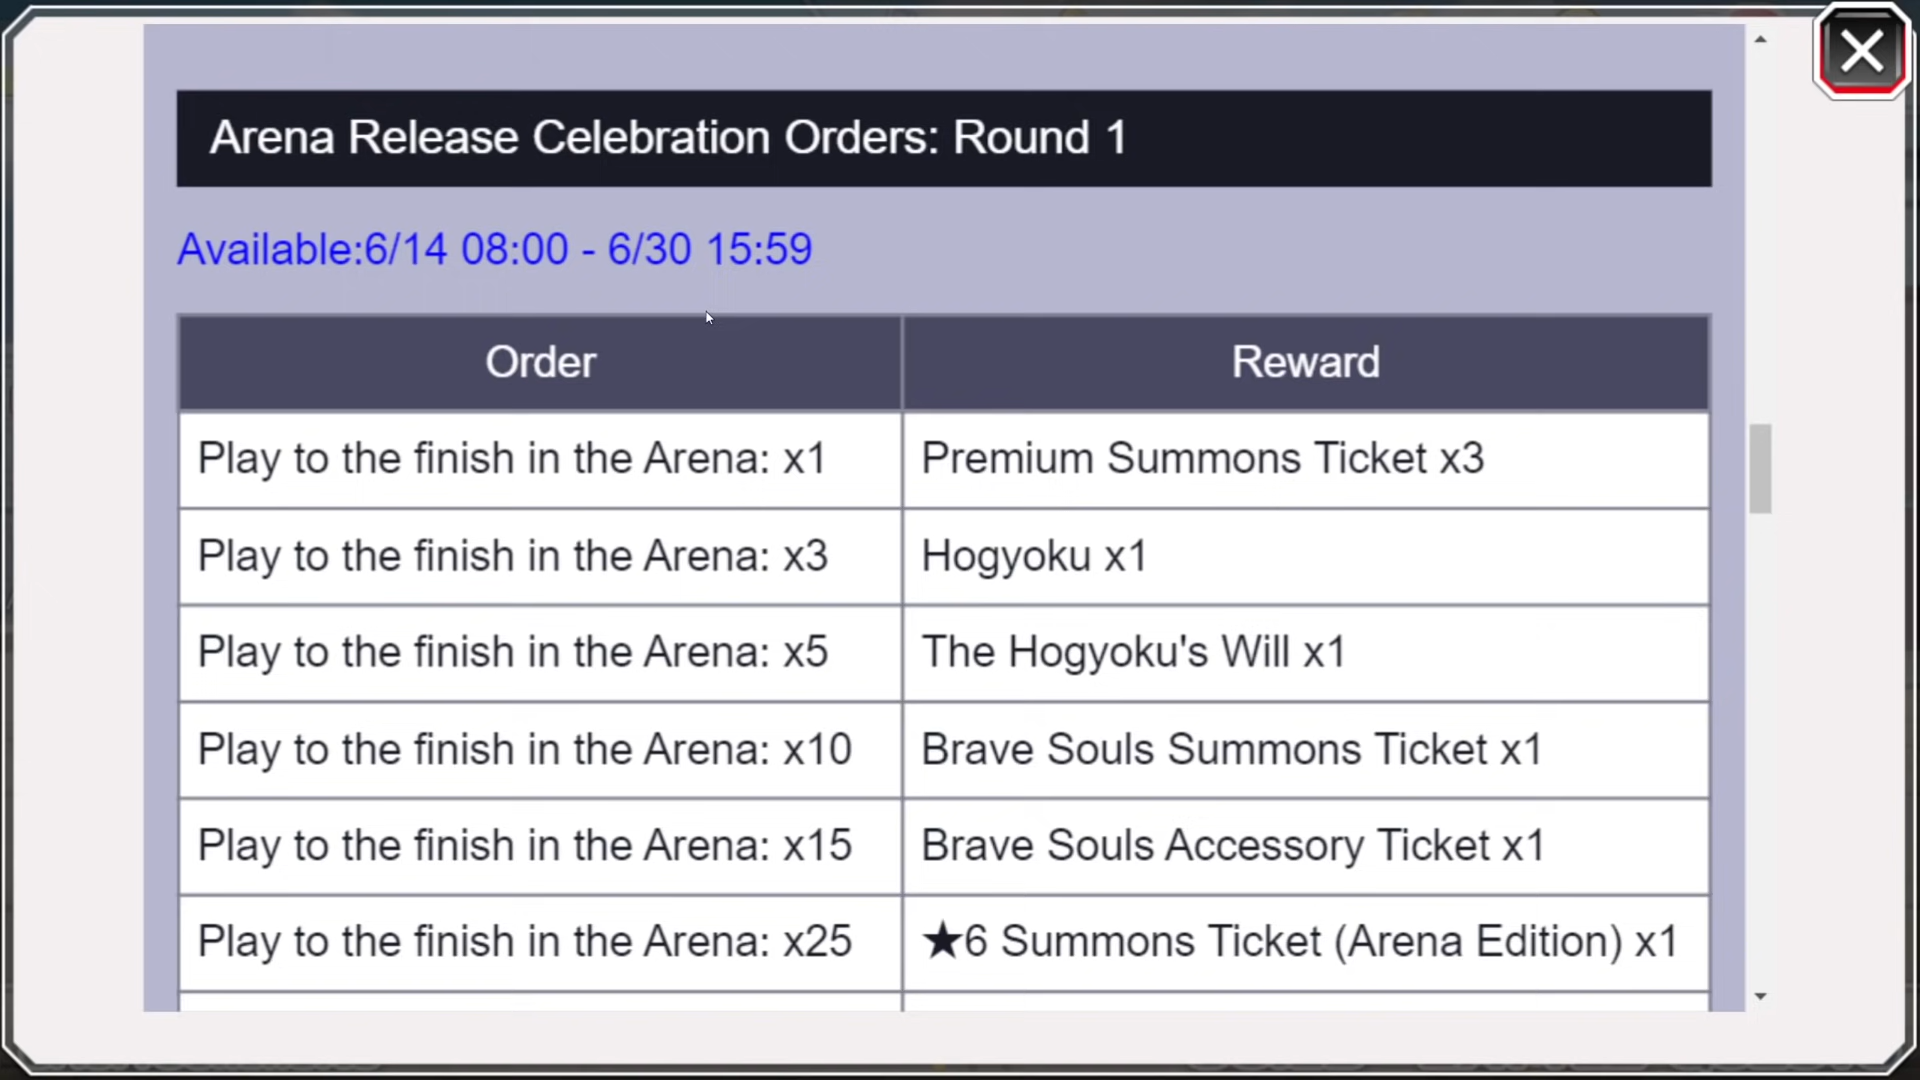 Arena Release Celebration Orders: Round 1
Available:6/14 08:00 - 6/30 15:59
Order Reward
Play to the finish in the Arena: x1 Premium Summons Ticket x3
Play to the finish in the Arena: x3 Hogyoku x1
Play to the finish in the Arena: x5 The Hogyoku's Will x1
Play to the finish in the Arena: x10 Brave Souls Summons Ticket x1
Play to the finish in the Arena: x15 Brave Souls Accessory Ticket x1
Play to the finish in the Arena: x25 ★6 Summons Ticket (Arena Edition) x1